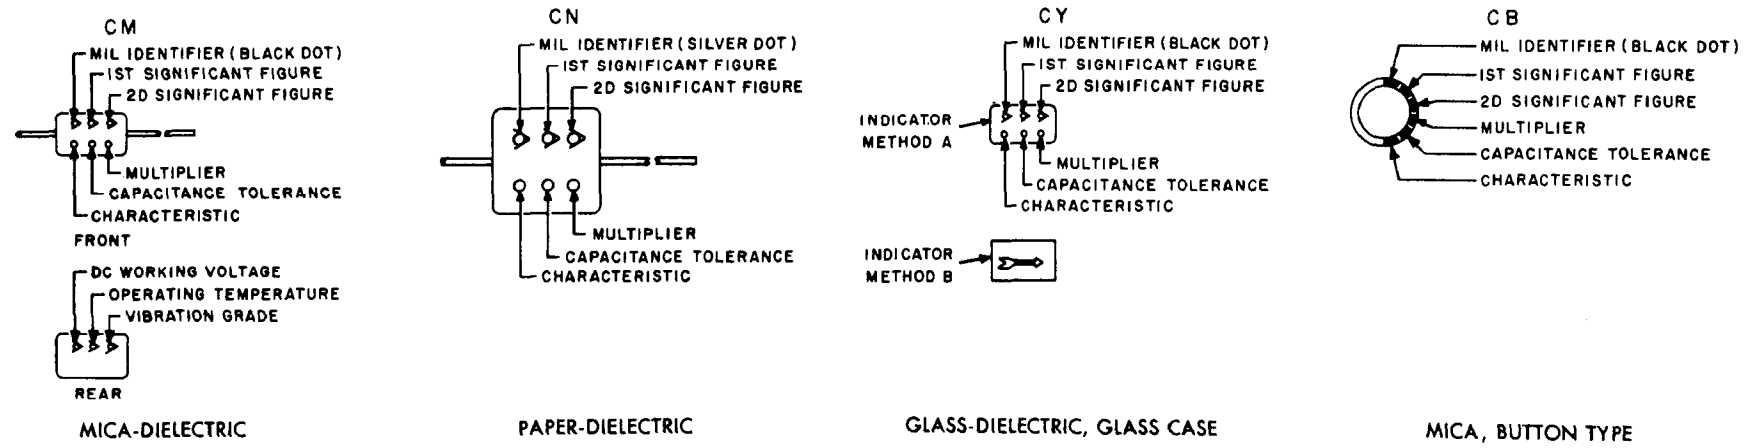 CM
MIL IDENTIFIER (BLACK DOT)
1ST SIGNIFICANT FIGURE
2D SIGNIFICANT FIGURE
MULTIPLIER
CAPACITANCE TOLERANCE
CHARACTERISTIC
FRONT
DC WORKING VOLTAGE
OPERATING TEMPERATURE
VIBRATION GRADE
REAR
MICA-DIELECTRIC
CN
MIL IDENTIFIER (SILVER DOT)
1ST SIGNIFICANT FIGURE
2D SIGNIFICANT FIGURE
MULTIPLIER
CAPACITANCE TOLERANCE
CHARACTERISTIC
PAPER-DIELECTRIC
CY
MIL IDENTIFIER (BLACK DOT)
1ST SIGNIFICANT FIGURE
2D SIGNIFICANT FIGURE
INDICATOR
METHOD A
MULTIPLIER
CAPACITANCE TOLERANCE
CHARACTERISTIC
INDICATOR
METHOD B
GLASS-DIELECTRIC, GLASS CASE
CB
MIL IDENTIFIER (BLACK DOT)
1ST SIGNIFICANT FIGURE
2D SIGNIFICANT FIGURE
MULTIPLIER
CAPACITANCE TOLERANCE
CHARACTERISTIC
MICA, BUTTON TYPE